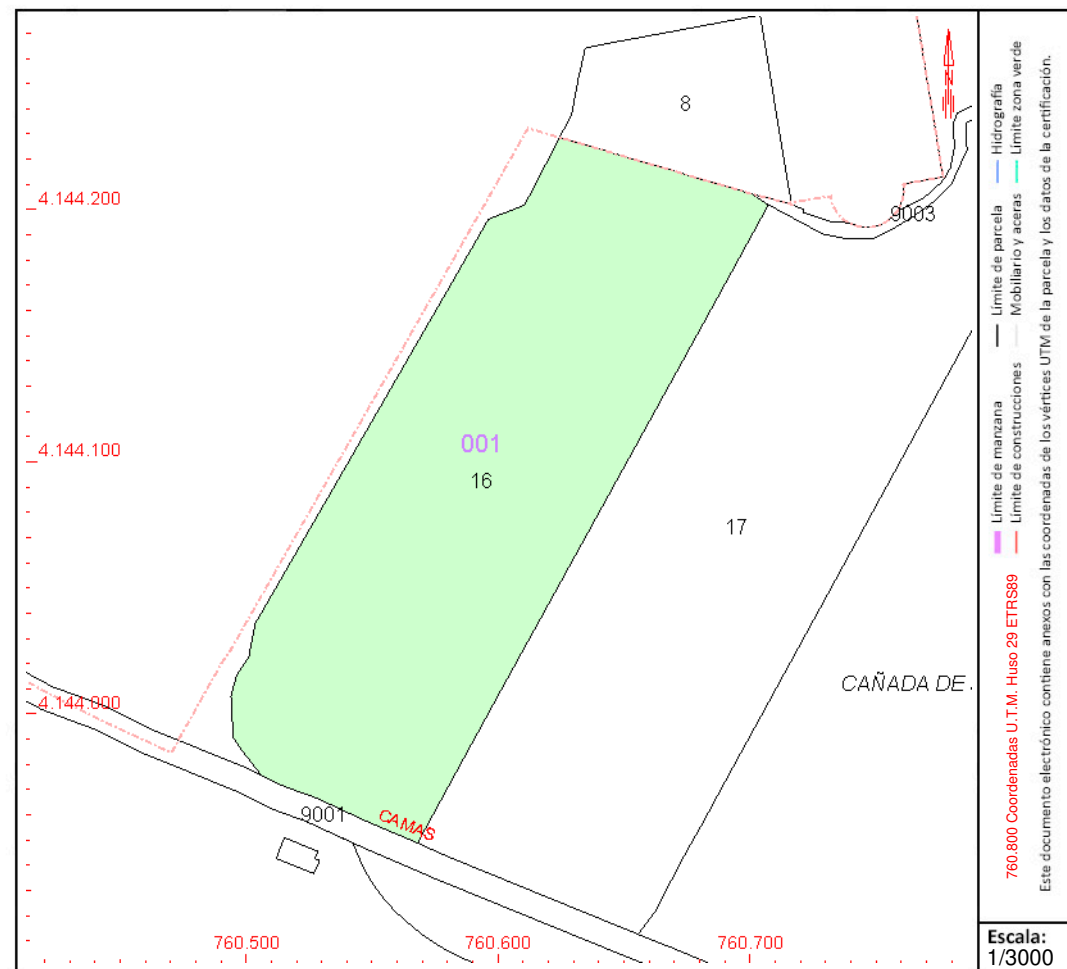 8
4.144.200
9003
4.144.100
001
16
17
CAÑADA DE
4.144.000
9001
CAMAS
760.500
760.600
760.700
N
760.800 Coordenadas U.T.M. Huso 29 ETRS89
Límite de manzana
Límite de construcciones
Límite de parcela
Mobiliario y aceras
Hidrografía
Límite zona verde
Este documento electrónico contiene anexos con las coordenadas de los vértices UTM de la parcela y los datos de la certificación.
Escala:
1/3000